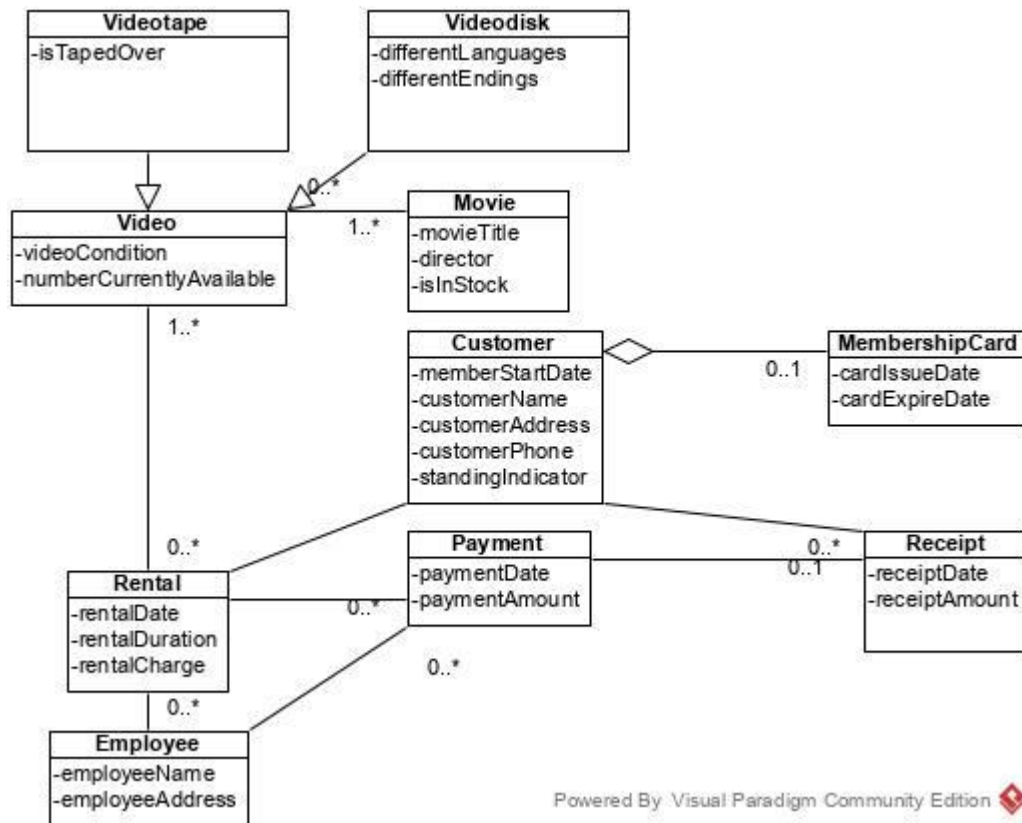 Videotape
-isTapedOver
Videodisk
-differentLanguages
-differentEndings
0..*
Video
-videoCondition
-numberCurrentlyAvailable
1..*
Movie
-movieTitle
-director
-isInStock
1..*
Customer
-memberStartDate
-customerName
-customerAddress
-customerPhone
-standingIndicator
0..1
MembershipCard
-cardIssueDate
-cardExpireDate
0..*
Rental
-rentalDate
-rentalDuration
-rentalCharge
0..*
Payment
-paymentDate
-paymentAmount
0..*
0..1
Receipt
-receiptDate
-receiptAmount
0..*
0..*
Employee
-employeeName
-employeeAddress
Powered By Visual Paradigm Community Edition